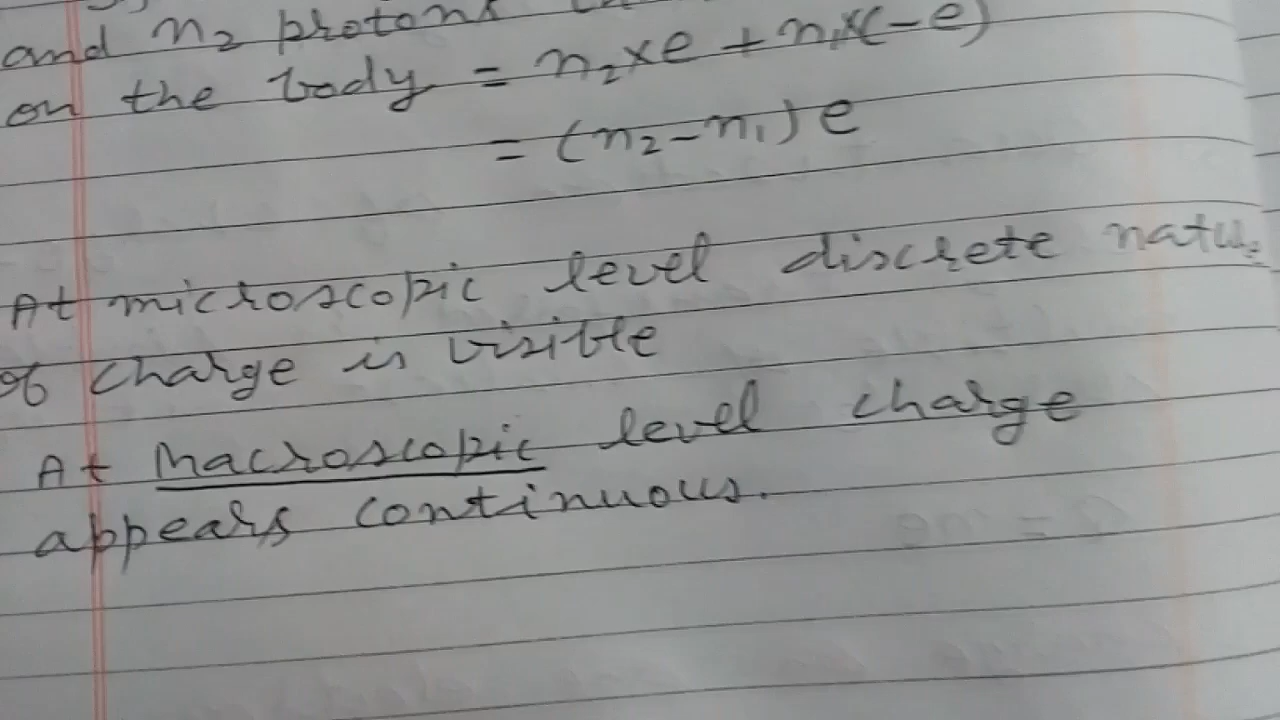 and n₂ protons
on the body = n₂×e + n₁×(-e)
= (n₂-n₁)e
At microscopic level discrete natu
of charge is visible
At Macroscopic level charge
appears continuous.